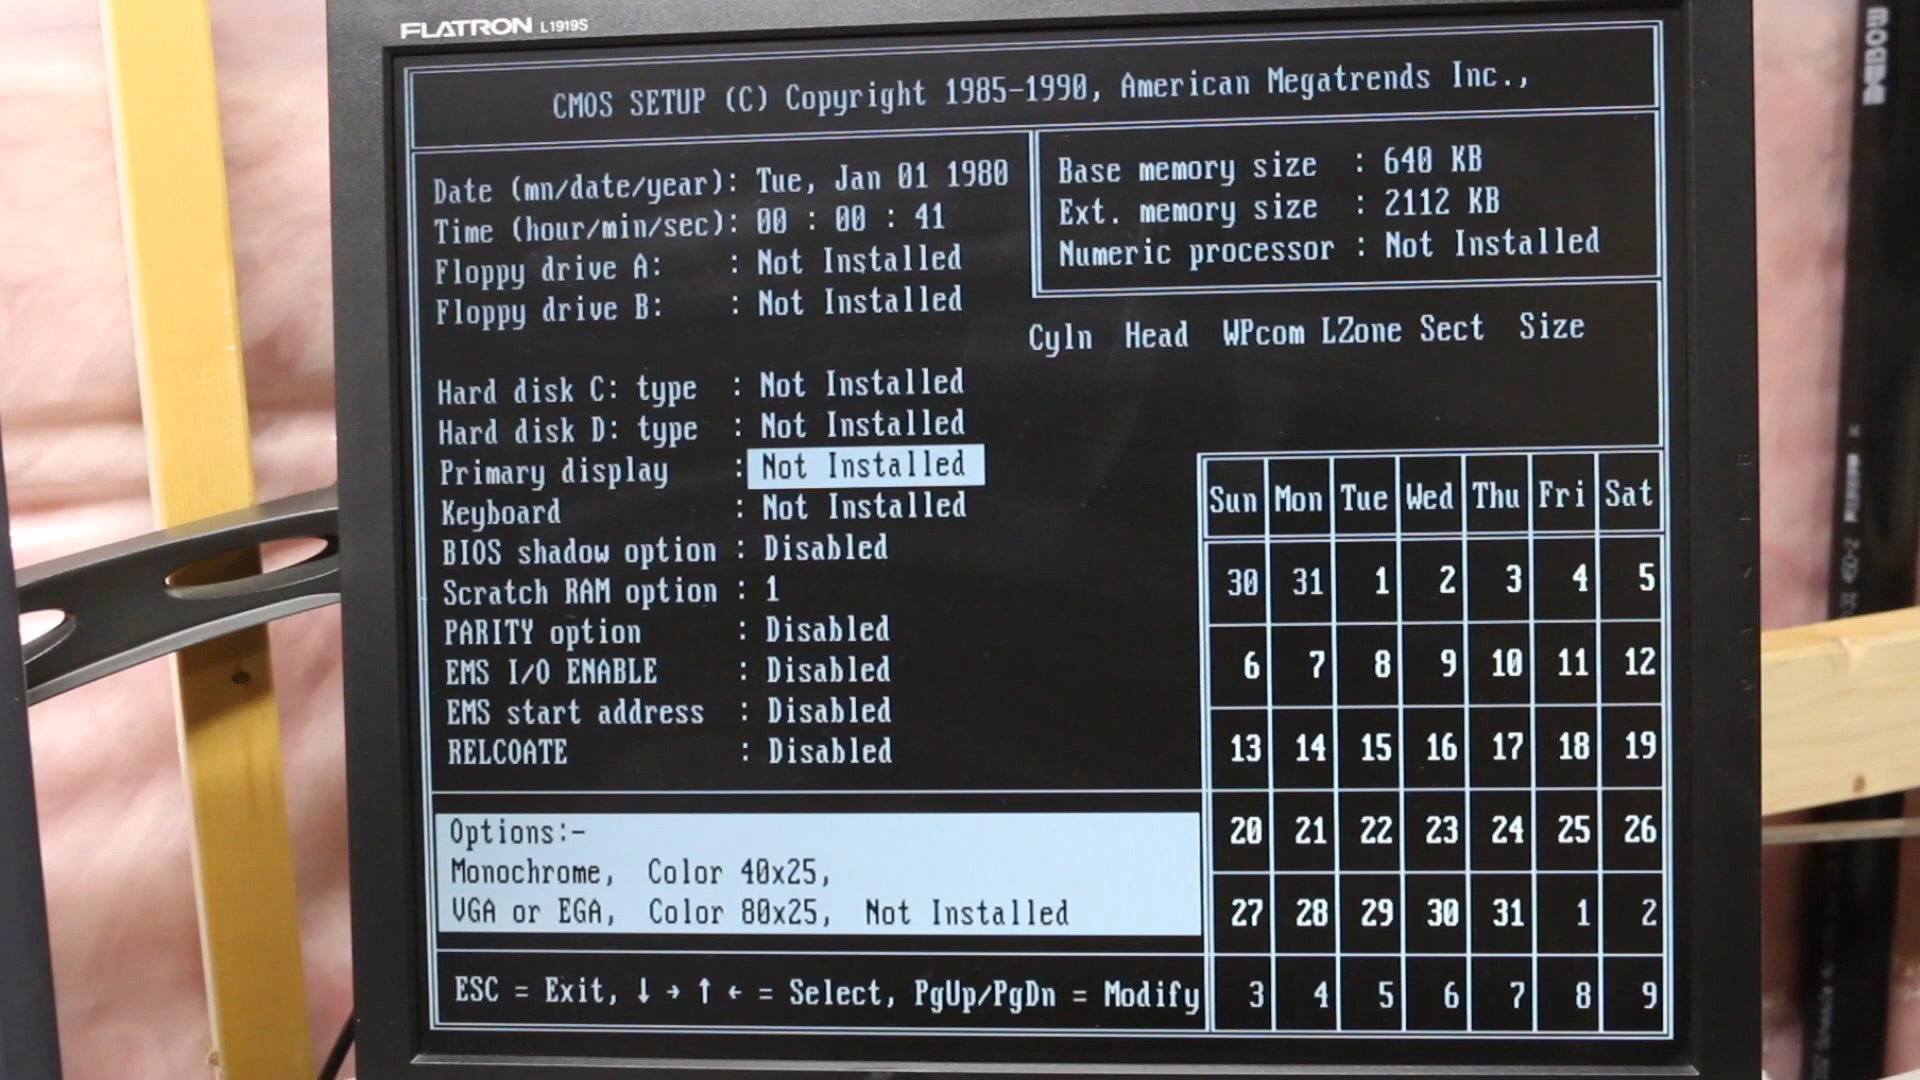 FLATRON L1919S
CMOS SETUP (C) Copyright 1985-1990, American Megatrends Inc.,
Date (mn/date/year): Tue, Jan 01 1980
Time (hour/min/sec): 00 : 00 : 41
Floppy drive A: : Not Installed
Floppy drive B: : Not Installed
Hard disk C: type : Not Installed
Hard disk D: type : Not Installed
Primary display : Not Installed
Keyboard : Not Installed
BIOS shadow option : Disabled
Scratch RAM option : 1
PARITY option : Disabled
EMS I/O ENABLE : Disabled
EMS start address : Disabled
RELCOATE : Disabled
Base memory size : 640 KB
Ext. memory size : 2112 KB
Numeric processor : Not Installed
Cyln Head WPcom LZone Sect Size
Sun Mon Tue Wed Thu Fri Sat
30 31 1 2 3 4 5
6 7 8 9 10 11 12
13 14 15 16 17 18 19
20 21 22 23 24 25 26
27 28 29 30 31 1 2
3 4 5 6 7 8 9
Options:-
Monochrome, Color 40x25,
VGA or EGA, Color 80x25, Not Installed
ESC = Exit, ↓ → ↑ ← = Select, PgUp/PgDn = Modify